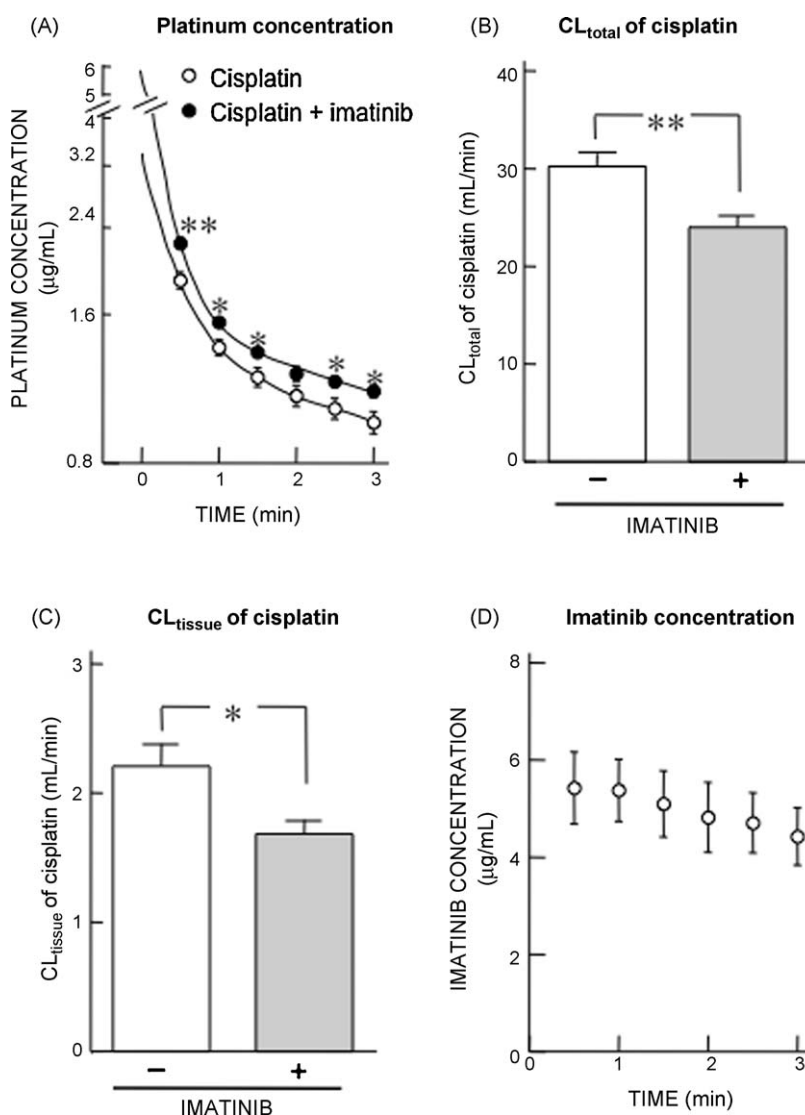 (A) Platinum concentration
6
5
4
3.2
2.4
1.6
0.8
Cisplatin
Cisplatin + imatinib
**
*
*
*
*
0 1 2 3
TIME (min)
PLATINUM CONCENTRATION
(µg/mL)
(B) CLtotal of cisplatin
40
30
20
10
0
**
CLtotal of cisplatin (mL/min)
− +
IMATINIB
(C) CLtissue of cisplatin
3
2
1
0
*
CLtissue of cisplatin (mL/min)
− +
IMATINIB
(D) Imatinib concentration
8
6
4
2
0
IMATINIB CONCENTRATION
(µg/mL)
0 1 2 3
TIME (min)